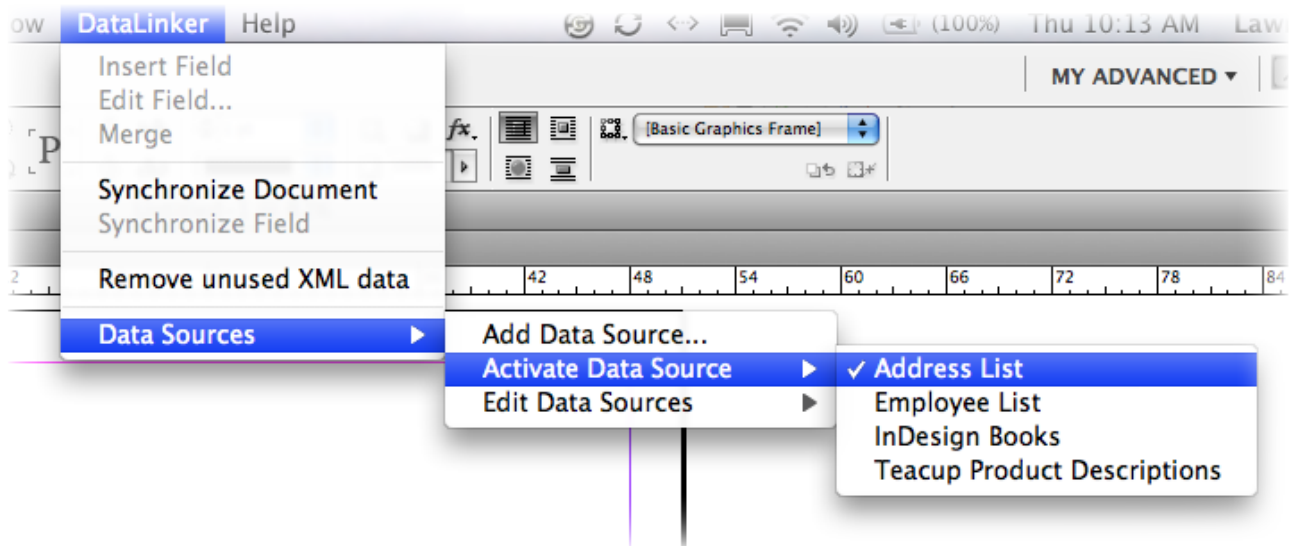 ow DataLinker Help (100%) Thu 10:13 AM Law
Insert Field
MY ADVANCED
Edit Field...
Merge
P
fx.
[Basic Graphics Frame]
Synchronize Document
Synchronize Field
Remove unused XML data
2 42 48 54 60 66 72 78 84
Data Sources
Add Data Source...
Activate Data Source
Address List
Edit Data Sources
Employee List
InDesign Books
Teacup Product Descriptions